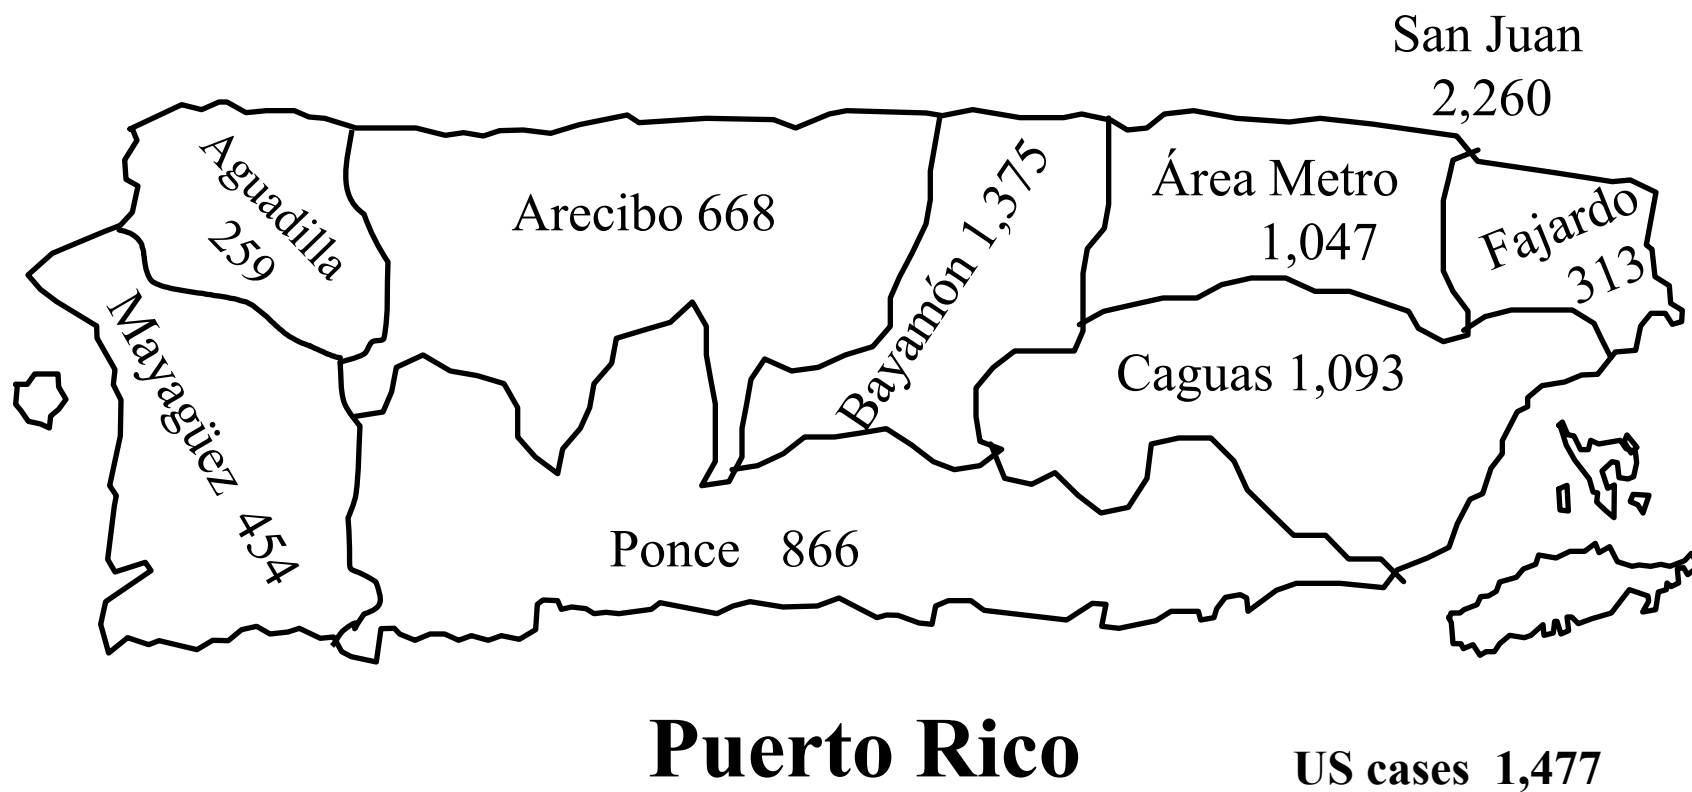 San Juan
2,260
Aguadilla
259
Arecibo 668
Bayamón 1,375
Área Metro
1,047
Fajardo
313
Mayagüez 454
Caguas 1,093
Ponce 866
Puerto Rico
US cases 1,477